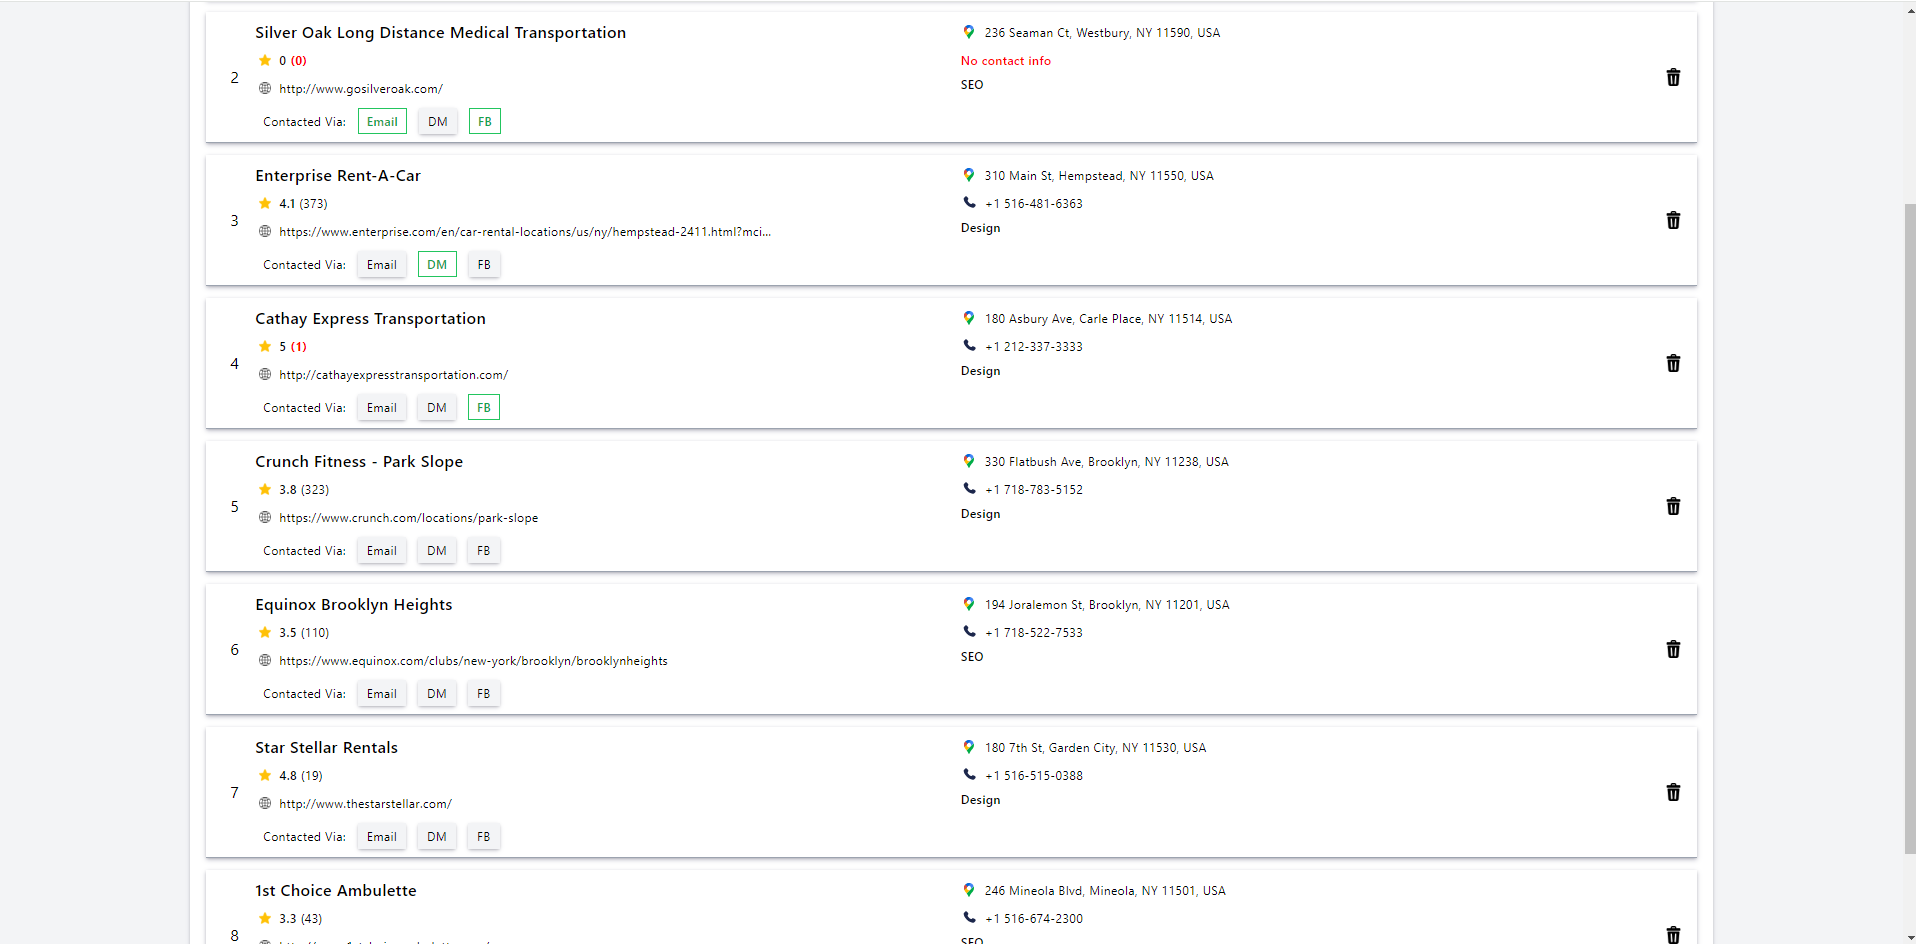 Silver Oak Long Distance Medical Transportation
236 Seaman Ct, Westbury, NY 11590, USA
0 (0)
No contact info
2
http://www.gosilveroak.com/
SEO
Contacted Via: Email DM FB
Enterprise Rent-A-Car
310 Main St, Hempstead, NY 11550, USA
4.1 (373)
+1 516-481-6363
3
https://www.enterprise.com/en/car-rental-locations/us/ny/hempstead-2411.html?mci...
Design
Contacted Via: Email DM FB
Cathay Express Transportation
180 Asbury Ave, Carle Place, NY 11514, USA
5 (1)
+1 212-337-3333
4
http://cathayexpresstransportation.com/
Design
Contacted Via: Email DM FB
Crunch Fitness - Park Slope
330 Flatbush Ave, Brooklyn, NY 11238, USA
3.8 (323)
+1 718-783-5152
5
https://www.crunch.com/locations/park-slope
Design
Contacted Via: Email DM FB
Equinox Brooklyn Heights
194 Joralemon St, Brooklyn, NY 11201, USA
3.5 (110)
+1 718-522-7533
6
https://www.equinox.com/clubs/new-york/brooklyn/brooklynheights
SEO
Contacted Via: Email DM FB
Star Stellar Rentals
180 7th St, Garden City, NY 11530, USA
4.8 (19)
+1 516-515-0388
7
http://www.thestarstellar.com/
Design
Contacted Via: Email DM FB
1st Choice Ambulette
246 Mineola Blvd, Mineola, NY 11501, USA
3.3 (43)
+1 516-674-2300
8
SEO